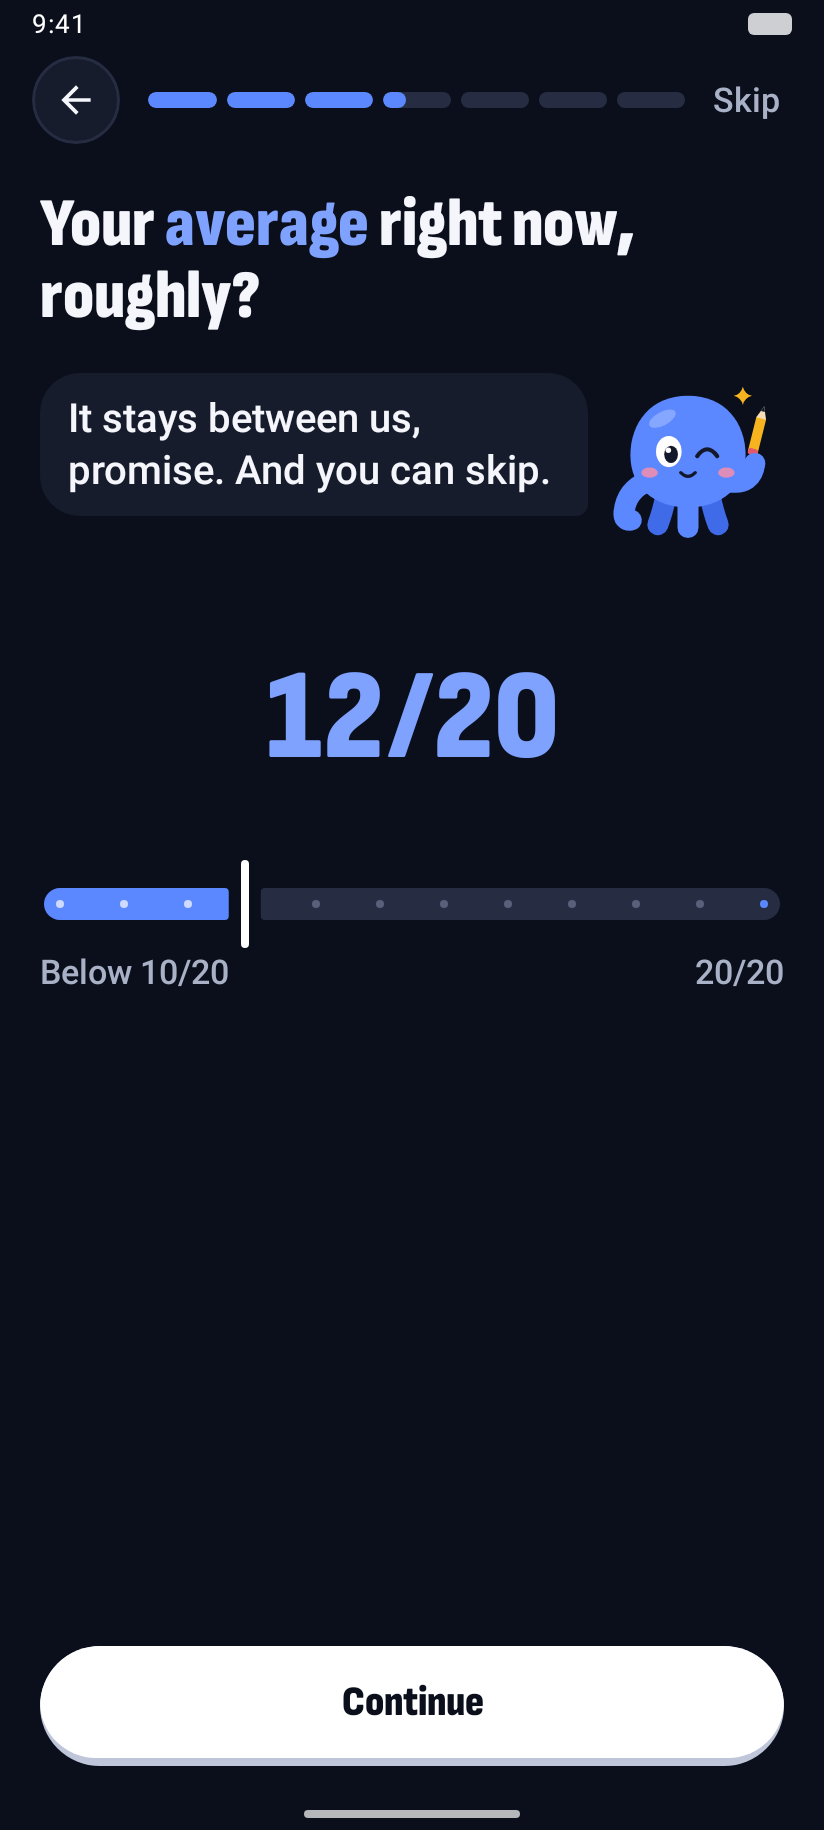 9:41
Skip
Your average right now,
roughly?
It stays between us,
promise. And you can skip.
12/20
Below 10/20
20/20
Continue